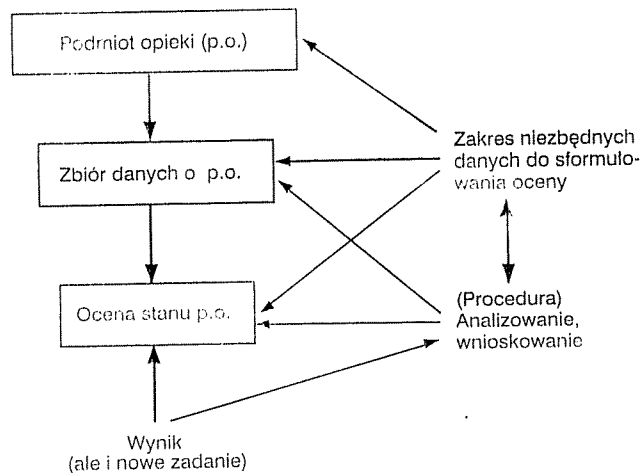 Podmiot opieki (p.o.)
Zbiór danych o p.o.
Ocena stanu p.o.
Zakres niezbędnych
danych do sformuło-
wania oceny
(Procedura)
Analizowanie,
wnioskowanie
Wynik
(ale i nowe zadanie)